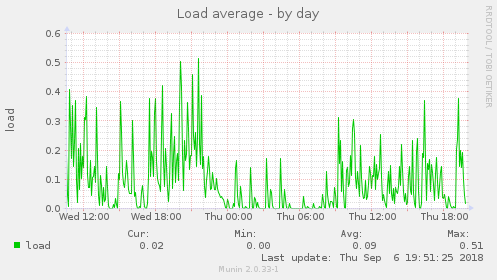 Load average - by day
RRDTOOL / TOBI OETIKER
load
0.6
0.5
0.4
0.3
0.2
0.1
0.0
Wed 12:00 Wed 18:00 Thu 00:00 Thu 06:00 Thu 12:00 Thu 18:00
Cur: Min: Avg: Max:
load 0.02 0.00 0.09 0.51
Last update: Thu Sep 6 19:51:25 2018
Munin 2.0.33-1